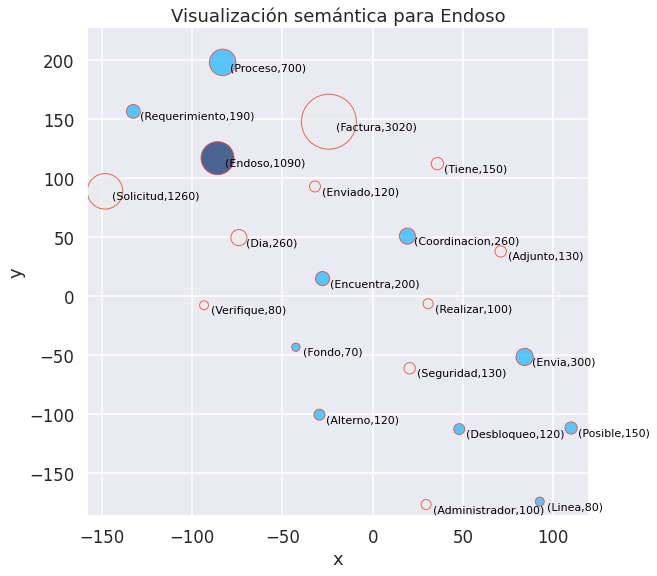 Visualización semántica para Endoso
200
150
100
50
0
−50
−100
−150
y
(Proceso,700)
(Requerimiento,190)
(Factura,3020)
(Endoso,1090)
(Tiene,150)
(Enviado,120)
(Solicitud,1260)
(Dia,260)
(Coordinacion,260)
(Adjunto,130)
(Encuentra,200)
(Verifique,80)
(Realizar,100)
(Fondo,70)
(Envia,300)
(Seguridad,130)
(Alterno,120)
(Desbloqueo,120)
(Posible,150)
(Administrador,100)
(Linea,80)
−150
−100
−50
0
50
100
x